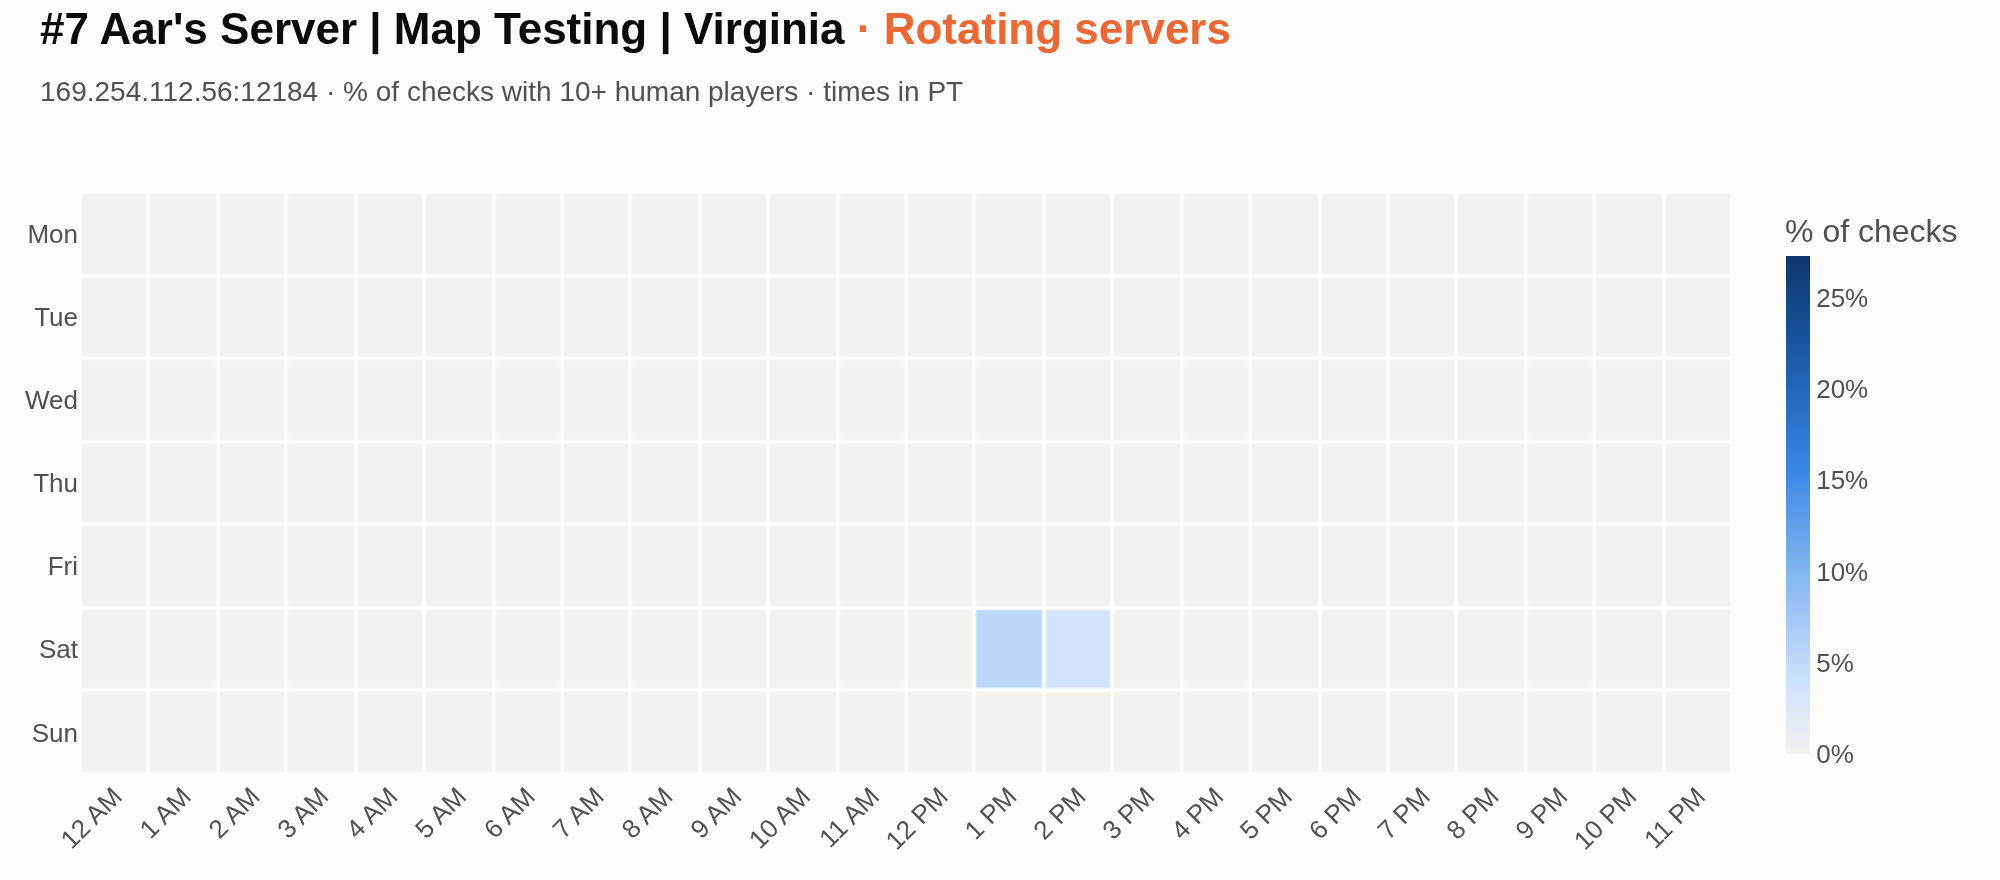 #7 Aar's Server | Map Testing | Virginia · Rotating servers
169.254.112.56:12184 · % of checks with 10+ human players · times in PT
% of checks
25%
20%
15%
10%
5%
0%
Mon
Tue
Wed
Thu
Fri
Sat
Sun
12 AM
1 AM
2 AM
3 AM
4 AM
5 AM
6 AM
7 AM
8 AM
9 AM
10 AM
11 AM
12 PM
1 PM
2 PM
3 PM
4 PM
5 PM
6 PM
7 PM
8 PM
9 PM
10 PM
11 PM